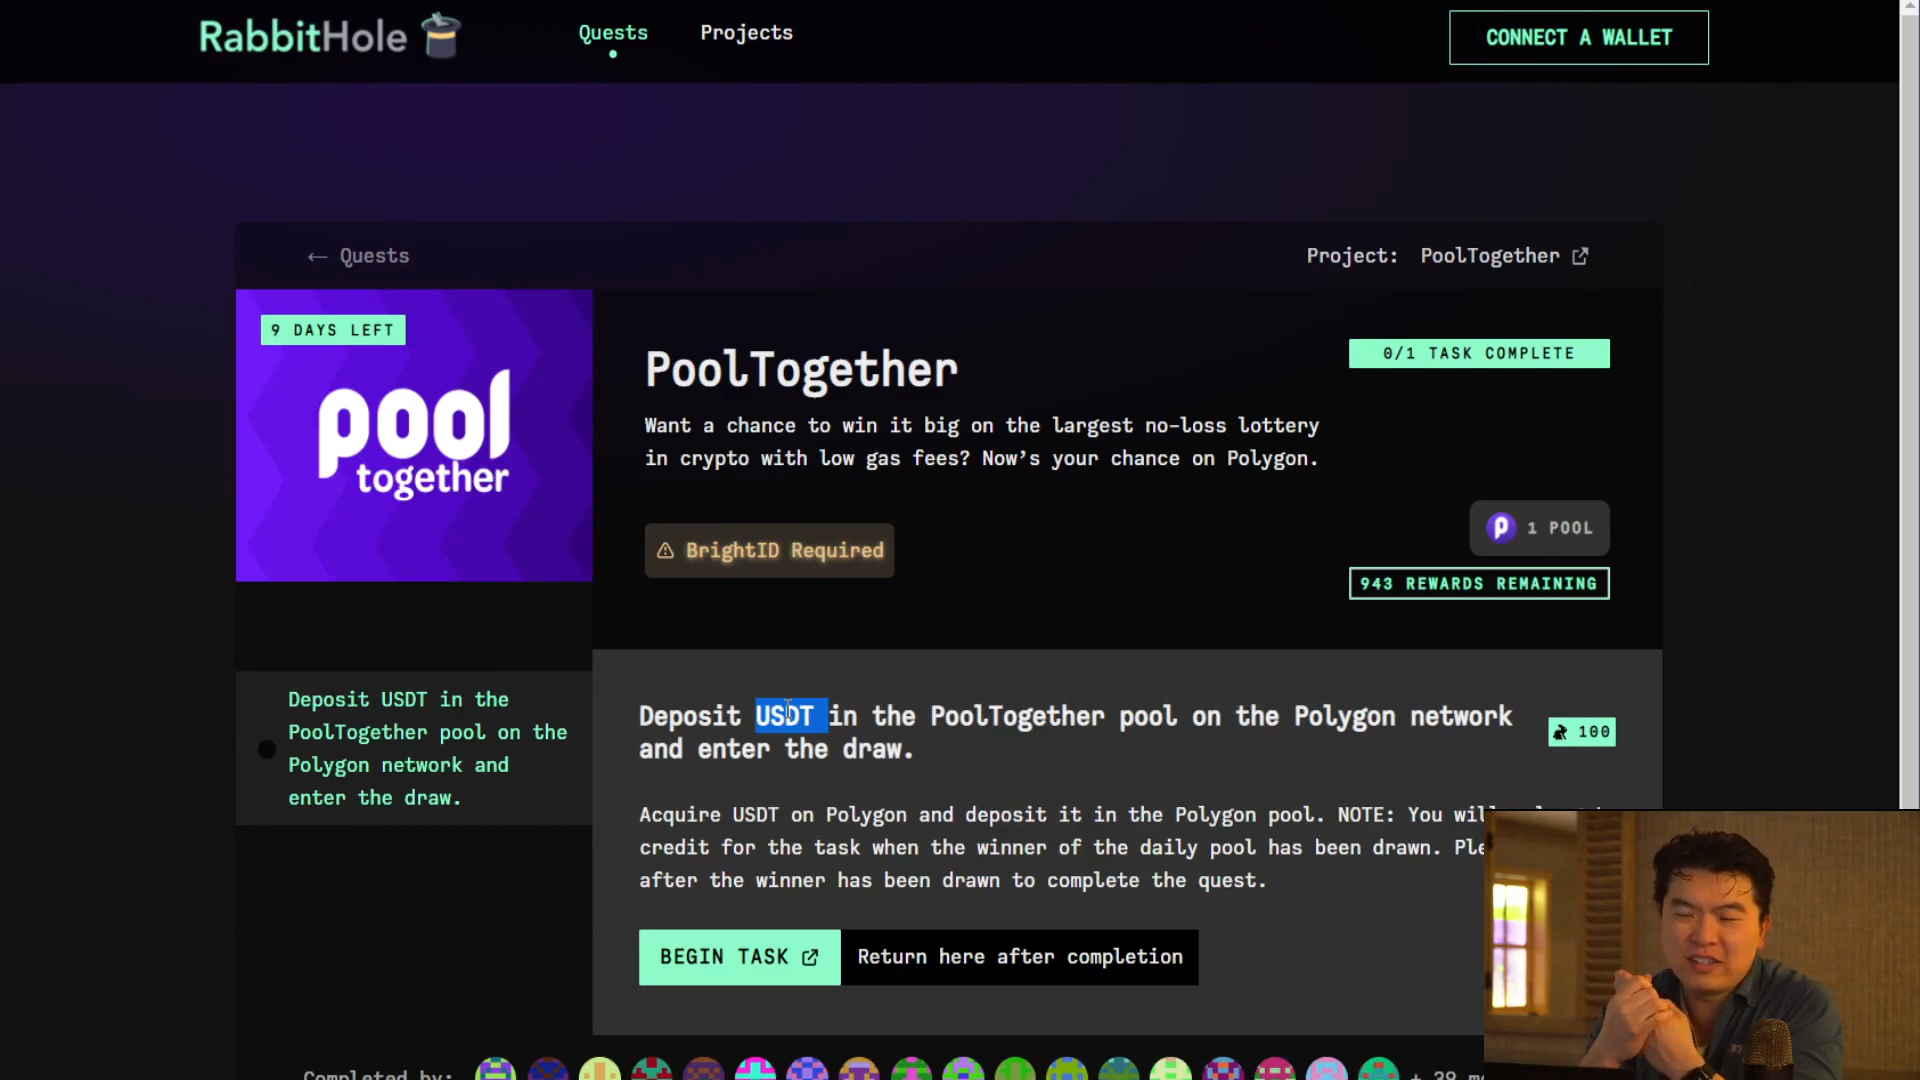 RabbitHole
Quests
Projects
CONNECT A WALLET
← Quests
Project: PoolTogether
9 DAYS LEFT
pool
together
PoolTogether
0/1 TASK COMPLETE
Want a chance to win it big on the largest no-loss lottery
in crypto with low gas fees? Now’s your chance on Polygon.
BrightID Required
1 POOL
943 REWARDS REMAINING
Deposit USDT in the
PoolTogether pool on the
Polygon network and
enter the draw.
Deposit USDT in the PoolTogether pool on the Polygon network
and enter the draw.
100
Acquire USDT on Polygon and deposit it in the Polygon pool. NOTE: You will
credit for the task when the winner of the daily pool has been drawn.
after the winner has been drawn to complete the quest.
BEGIN TASK
Return here after completion
Completed by: